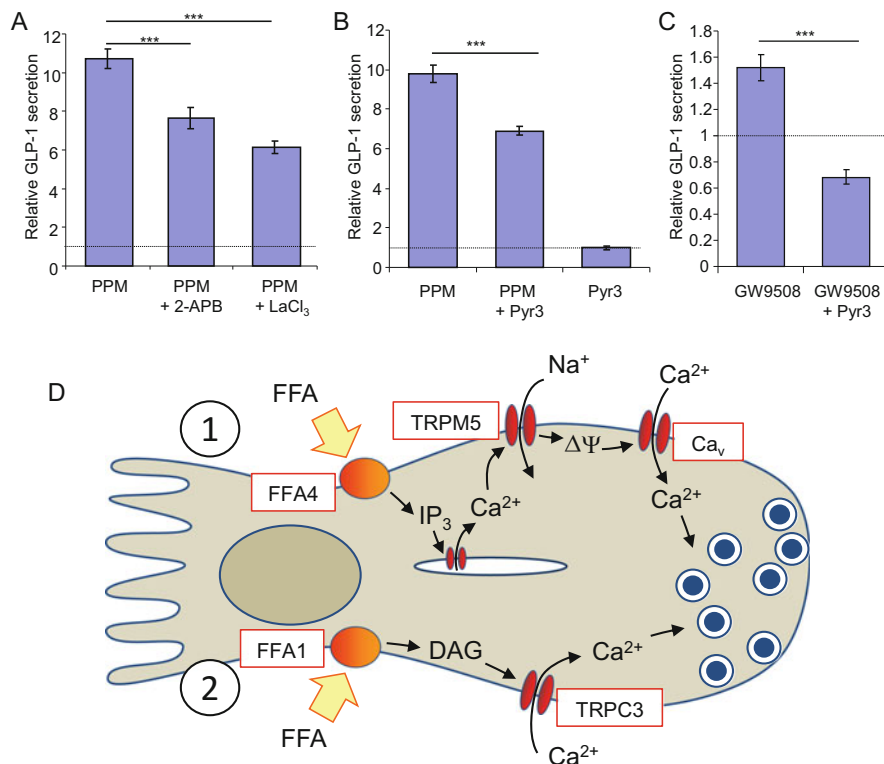 A
Relative GLP-1 secretion
12
10
8
6
4
2
0
***
***
PPM
PPM
+ 2-APB
PPM
+ LaCl₃
B
Relative GLP-1 secretion
12
10
8
6
4
2
0
***
PPM
PPM
+ Pyr3
Pyr3
C
Relative GLP-1 secretion
1.8
1.6
1.4
1.2
1
0.8
0.6
0.4
0.2
0
***
GW9508
GW9508
+ Pyr3
D
1
FFA
FFA4
IP₃
Ca²⁺
TRPM5
Na⁺
ΔΨ
Ca²⁺
Caᵥ
Ca²⁺
2
FFA1
FFA
DAG
Ca²⁺
TRPC3
Ca²⁺